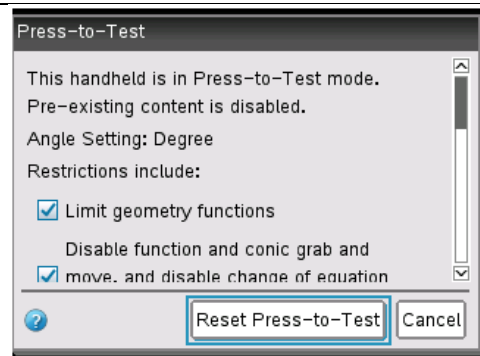 Press-to-Test
This handheld is in Press-to-Test mode.
Pre-existing content is disabled.
Angle Setting: Degree
Restrictions include:
Limit geometry functions
Disable function and conic grab and
move, and disable change of equation
?
Reset Press-to-Test Cancel